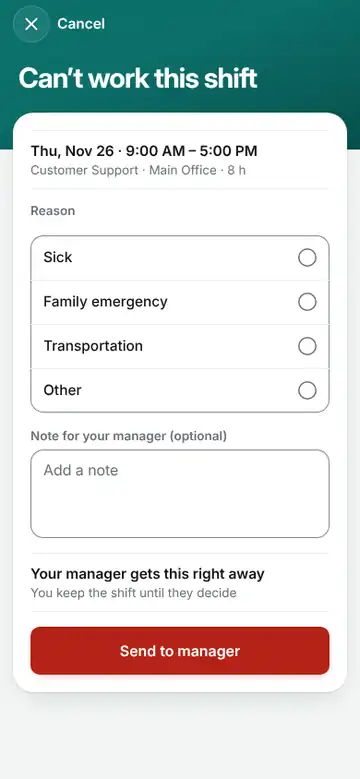 Cancel
Can’t work this shift
Thu, Nov 26 · 9:00 AM – 5:00 PM
Customer Support · Main Office · 8 h
Reason
Sick
Family emergency
Transportation
Other
Note for your manager (optional)
Add a note
Your manager gets this right away
You keep the shift until they decide
Send to manager